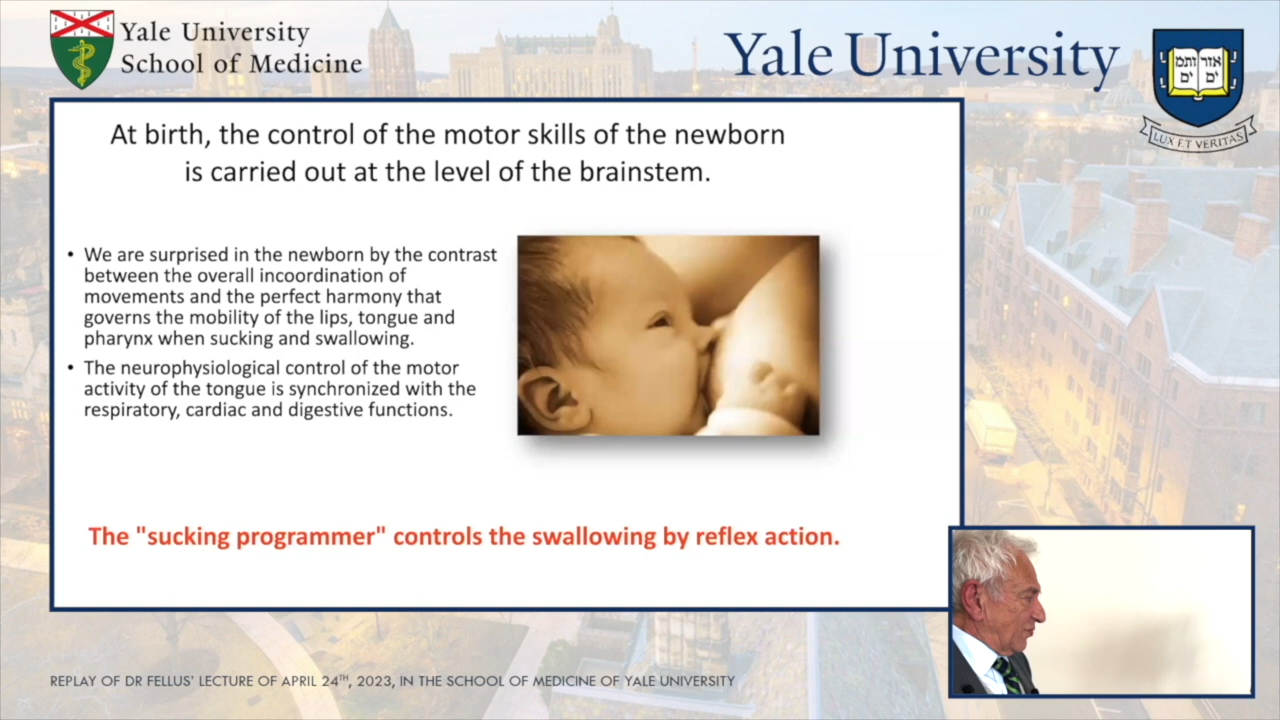 Yale University
School of Medicine
Yale University
אורים
ותמים
LUX ET VERITAS
At birth, the control of the motor skills of the newborn
is carried out at the level of the brainstem.
• We are surprised in the newborn by the contrast
between the overall incoordination of
movements and the perfect harmony that
governs the mobility of the lips, tongue and
pharynx when sucking and swallowing.
• The neurophysiological control of the motor
activity of the tongue is synchronized with the
respiratory, cardiac and digestive functions.
The "sucking programmer" controls the swallowing by reflex action.
REPLAY OF DR FELLUS' LECTURE OF APRIL 24TH, 2023, IN THE SCHOOL OF MEDICINE OF YALE UNIVERSITY